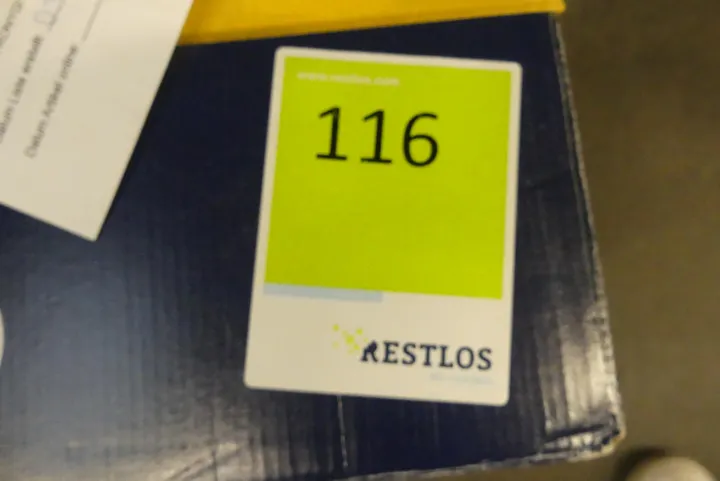 Datum Liste erstellt
Datum Artikel online
www.restlos.com
116
RESTLOS